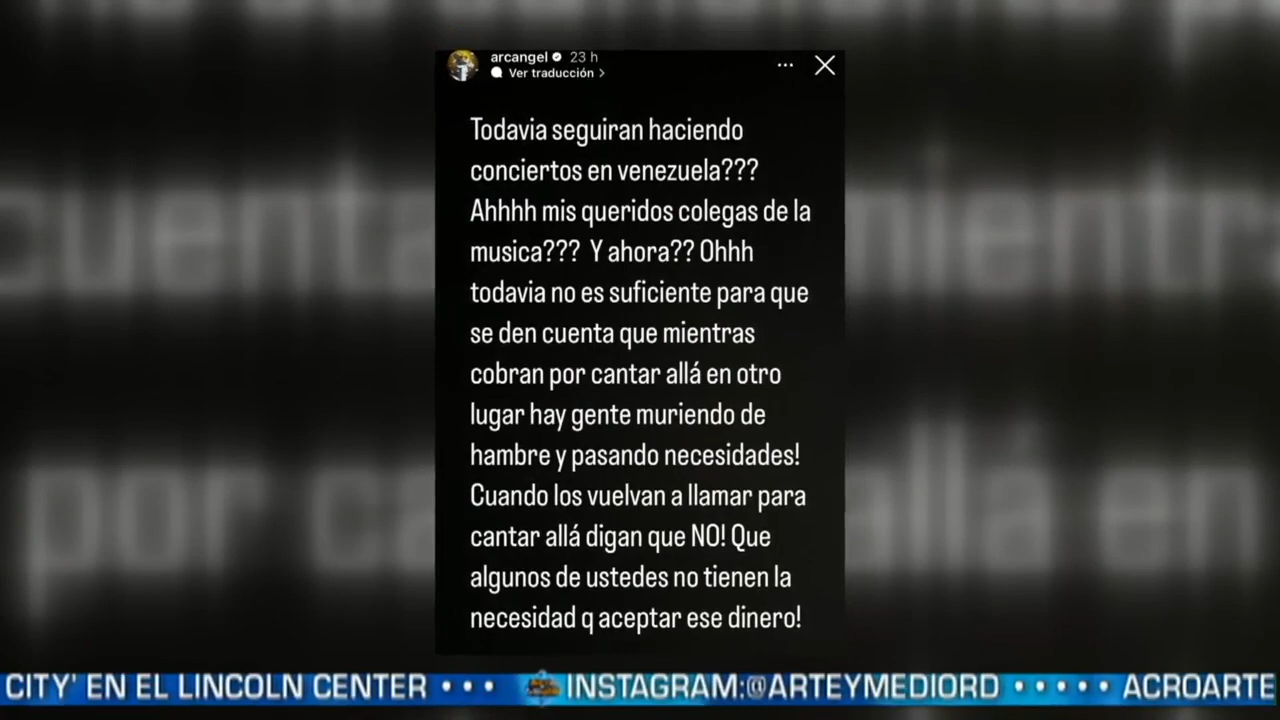 arcangel 23 h
Ver traducción >
Todavia seguiran haciendo
conciertos en venezuela???
Ahhhh mis queridos colegas de la
musica??? Y ahora?? Ohhh
todavia no es suficiente para que
se den cuenta que mientras
cobran por cantar allá en otro
lugar hay gente muriendo de
hambre y pasando necesidades!
Cuando los vuelvan a llamar para
cantar allá digan que NO! Que
algunos de ustedes no tienen la
necesidad q aceptar ese dinero!
CITY' EN EL LINCOLN CENTER • • • INSTAGRAM:@ARTEYMEDIORD • • • • • ACROARTE